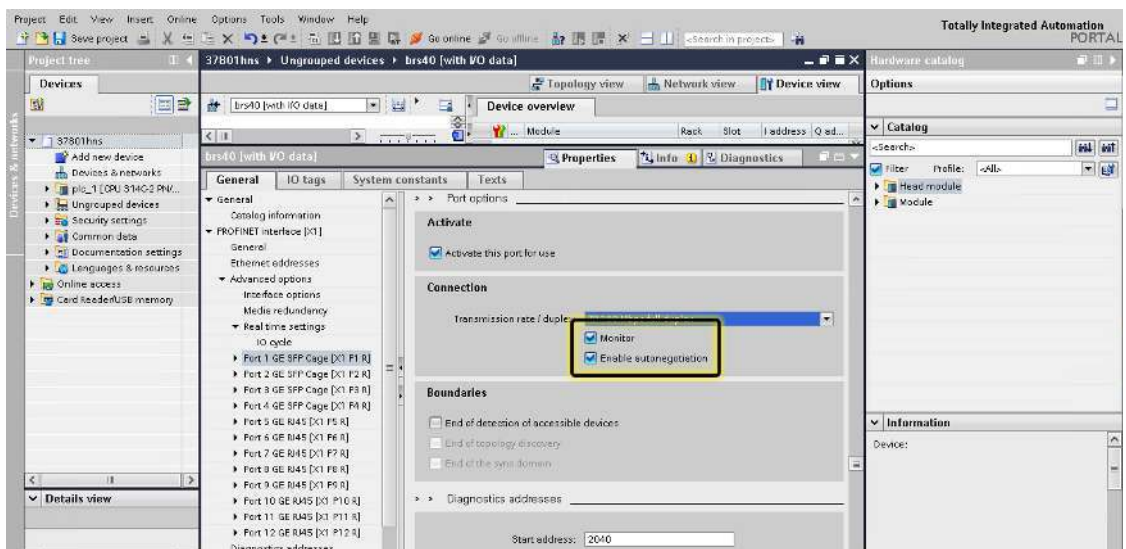 Project Edit View Insert Online Options Tools Window Help
Totally Integrated Automation
PORTAL
Save project Go online Go offline <Search in project>
Project tree
37801hns Ungrouped devices brs40 [with I/O data]
Hardware catalog
Devices
Topology view Network view Device view
Options
brs40 [with I/O data]
Device overview
Module Rack Slot I address Q ad...
Catalog
<Search>
Filter Profile: <All>
Head module
Module
Devices & networks
37801hns
Add new device
Devices & networks
plc_1 [CPU 314C-2 PN/...
Ungrouped devices
Security settings
Common data
Documentation settings
Languages & resources
Online access
Card Reader/USB memory
brs40 [with I/O data]
Properties Info Diagnostics
General IO tags System constants Texts
General
Catalog information
PROFINET interface [X1]
General
Ethernet addresses
Advanced options
Interface options
Media redundancy
Real time settings
IO cycle
Port 1 GE SFP Cage [X1 P1 R]
Port 2 GE SFP Cage [X1 P2 R]
Port 3 GE SFP Cage [X1 P3 R]
Port 4 GE SFP Cage [X1 P4 R]
Port 5 GE RJ45 [X1 P5 R]
Port 6 GE RJ45 [X1 P6 R]
Port 7 GE RJ45 [X1 P7 R]
Port 8 GE RJ45 [X1 P8 R]
Port 9 GE RJ45 [X1 P9 R]
Port 10 GE RJ45 [X1 P10 R]
Port 11 GE RJ45 [X1 P11 R]
Port 12 GE RJ45 [X1 P12 R]
Diagnostics addresses
> > Port options
Activate
Activate this port for use
Connection
Transmission rate / duplex:
Monitor
Enable autonegotiation
Boundaries
End of detection of accessible devices
End of topology discovery
End of the sync domain
> > Diagnostics addresses
Start address: 2040
Information
Device:
Details view